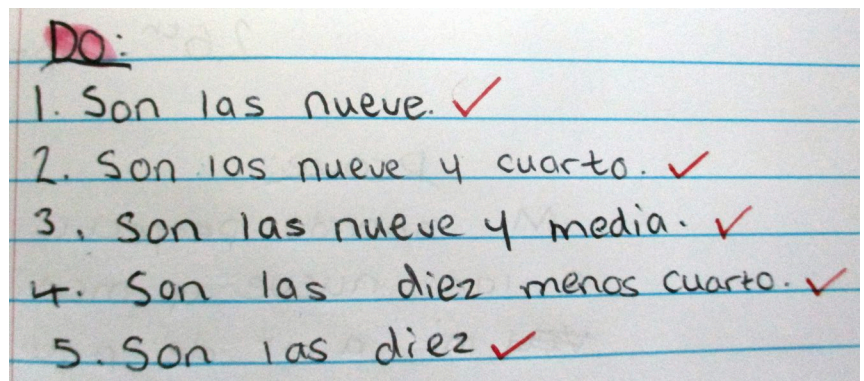 Do:
1. Son las nueve.
2. Son las nueve y cuarto.
3. Son las nueve y media.
4. Son las diez menos cuarto.
5. Son las diez